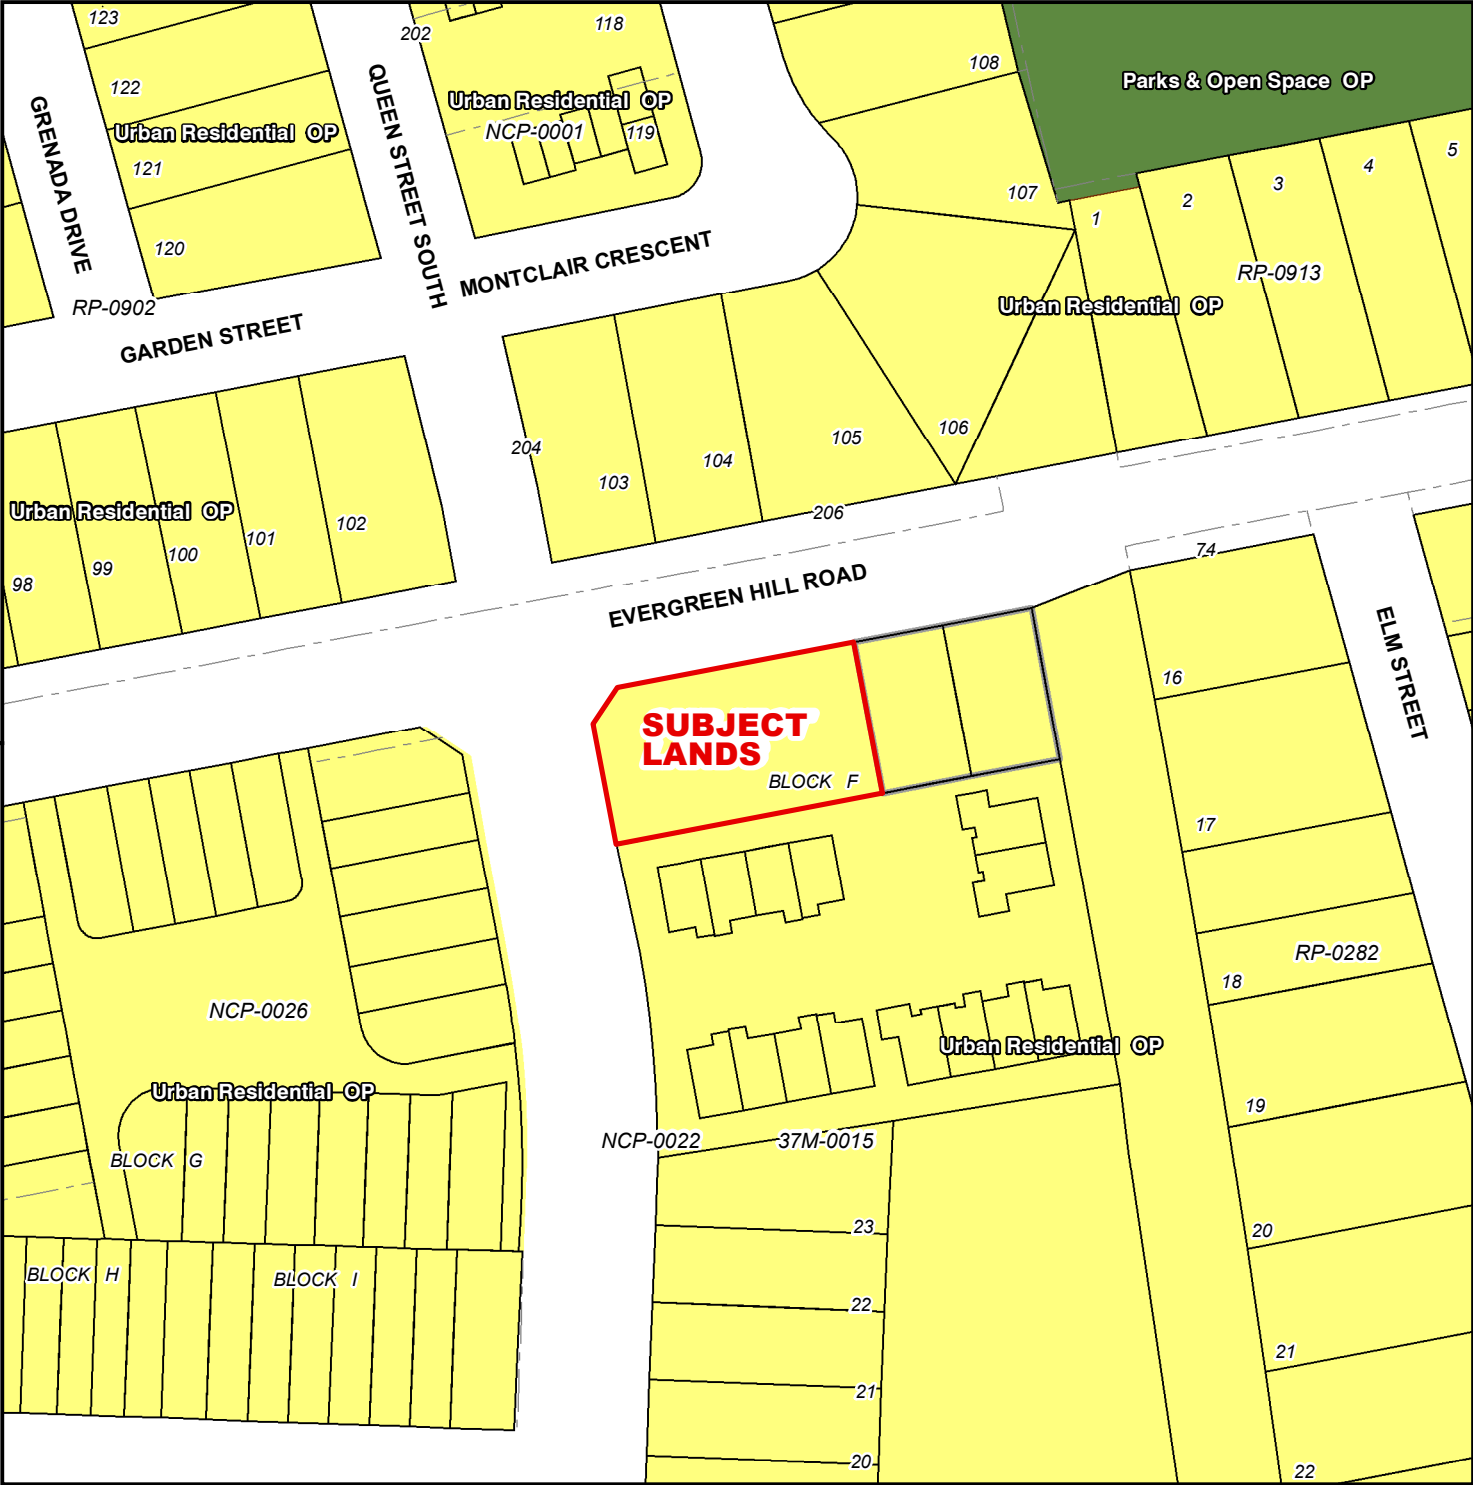 123
202
118
108
Parks & Open Space  OP
122
Urban Residential  OP
NCP-0001
119
Urban Residential  OP
GRENADA DRIVE
QUEEN STREET SOUTH
121
107
1
2
3
4
5
120
MONTCLAIR CRESCENT
RP-0913
RP-0902
Urban Residential  OP
GARDEN STREET
204
103
104
105
106
Urban Residential  OP
98
99
100
101
102
206
74
EVERGREEN HILL ROAD
ELM STREET
16
SUBJECT
LANDS
BLOCK  F
17
RP-0282
18
NCP-0026
Urban Residential  OP
Urban Residential  OP
19
NCP-0022
37M-0015
BLOCK  G
23
20
BLOCK  H
BLOCK  I
22
21
21
20
22